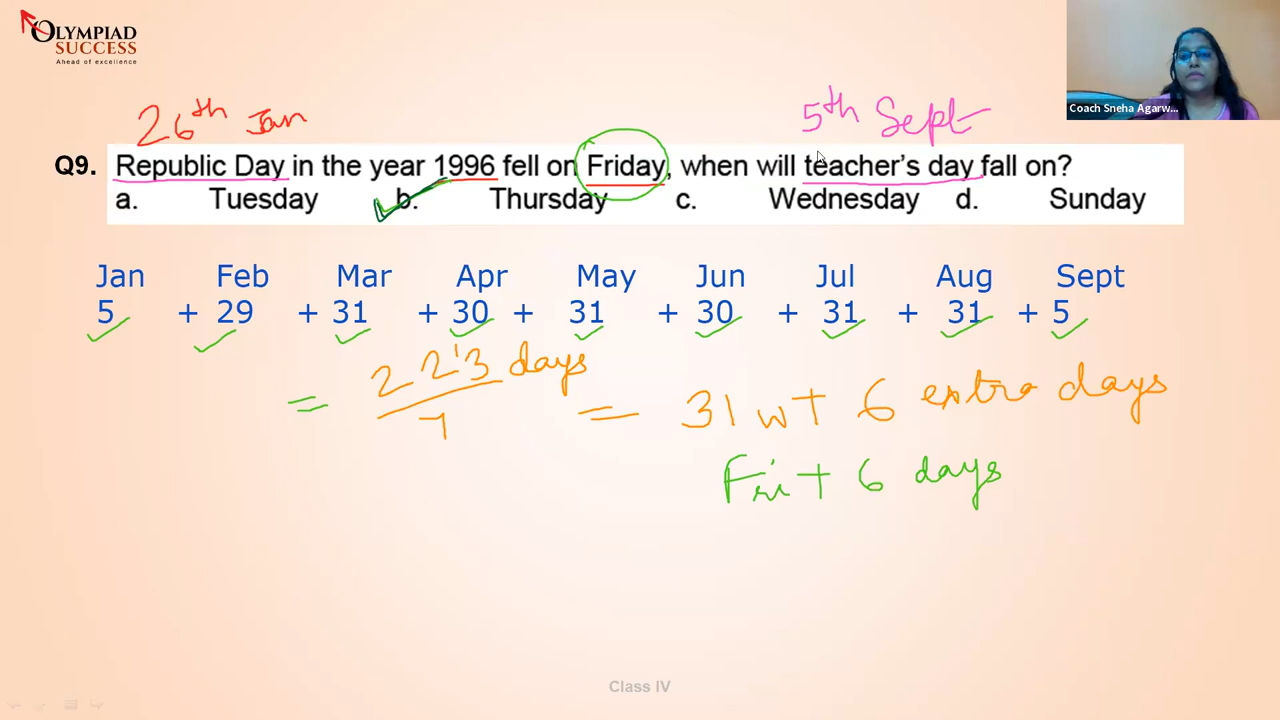 OLYMPIAD
SUCCESS
Ahead of excellence
Coach Sneha Agarw...
26th Jan
5th Sept
Q9. Republic Day in the year 1996 fell on Friday, when will teacher's day fall on?
a. Tuesday b. Thursday c. Wednesday d. Sunday
Jan Feb Mar Apr May Jun Jul Aug Sept
5 + 29 + 31 + 30 + 31 + 30 + 31 + 31 + 5
= 223 days / 7 = 31 w + 6 extra days
Fri + 6 days
Class IV